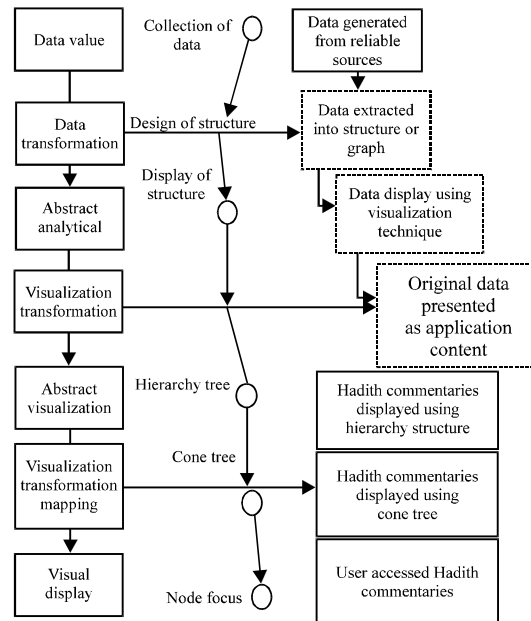 Data value
Data
transformation
Abstract
analytical
Visualization
transformation
Abstract
visualization
Visualization
transformation
mapping
Visual
display
Collection of
data
Design of structure
Display of
structure
Hierarchy tree
Cone tree
Node focus
Data generated
from reliable
sources
Data extracted
into structure or
graph
Data display using
visualization
technique
Original data
presented
as application
content
Hadith commentaries
displayed using
hierarchy structure
Hadith commentaries
displayed using
cone tree
User accessed Hadith
commentaries